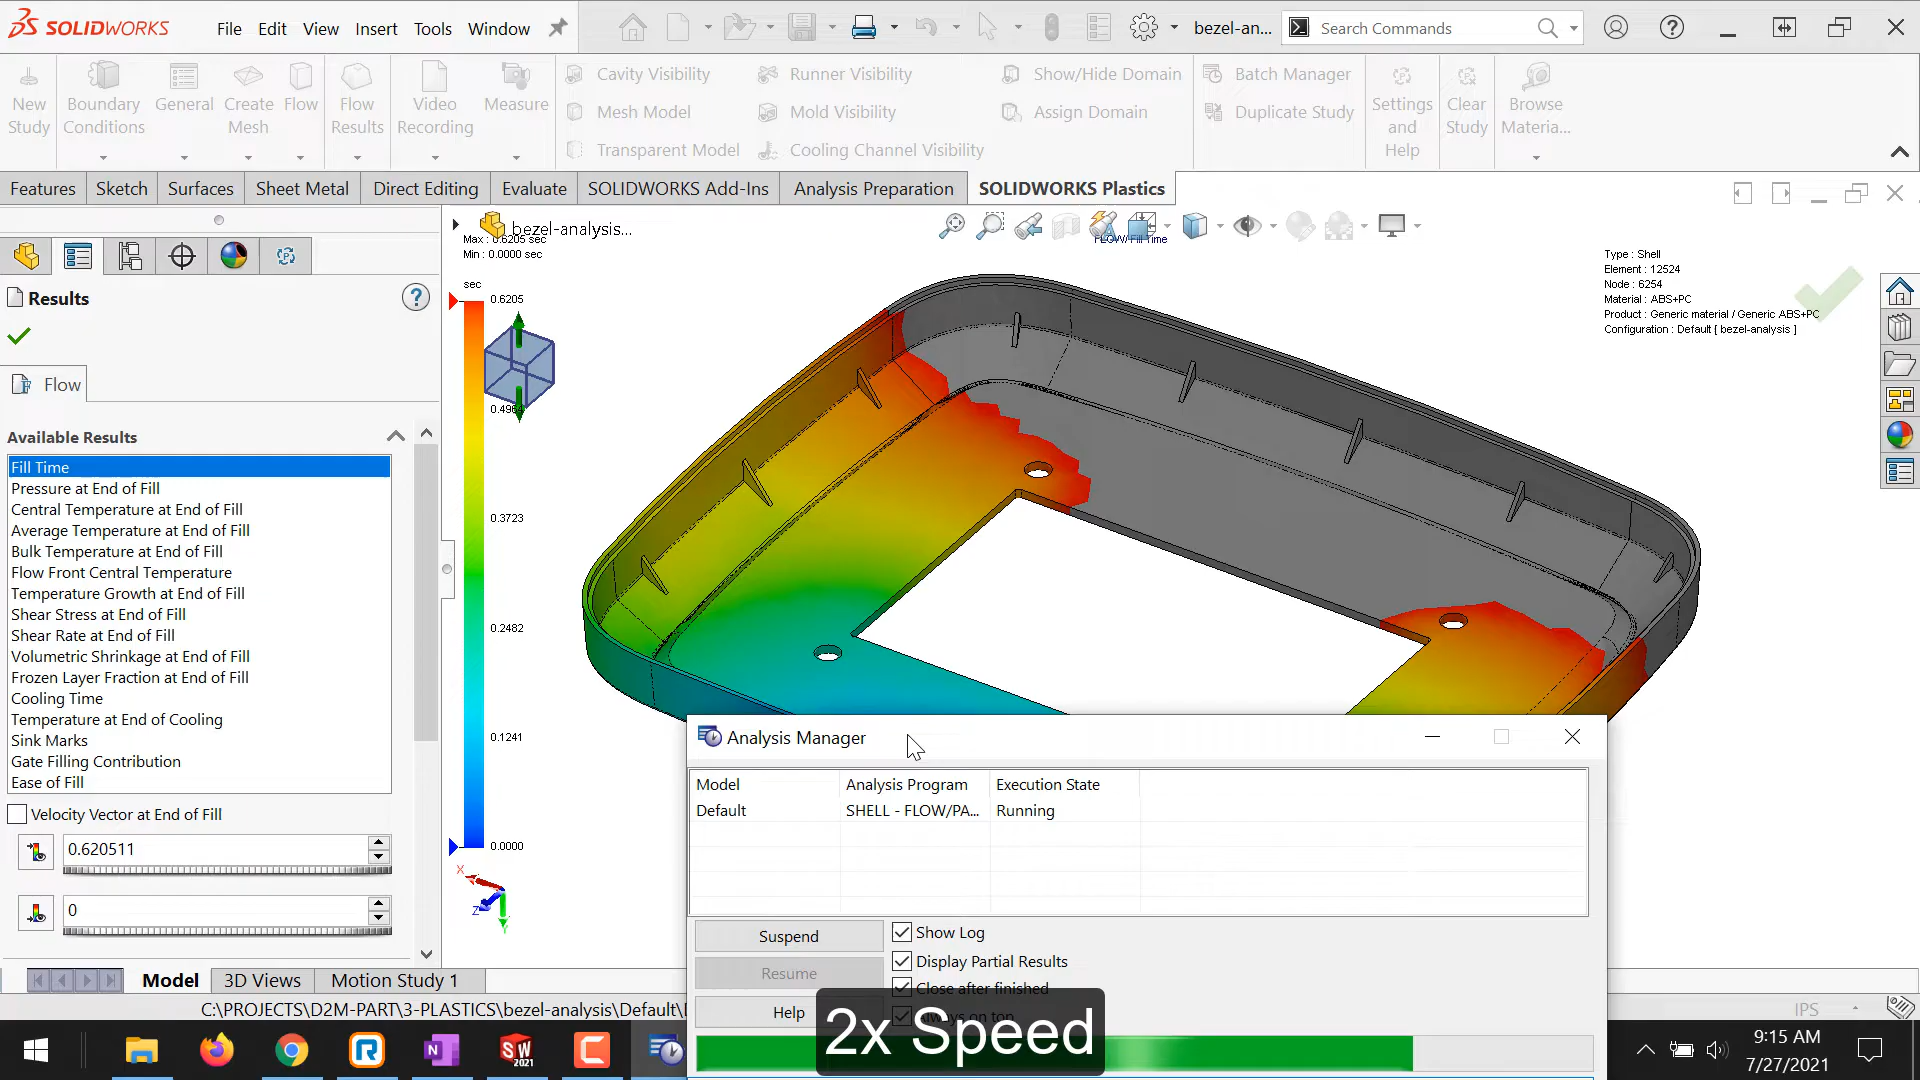 SOLIDWORKS File Edit View Insert Tools Window bezel-an... Search Commands
New Study
Boundary Conditions
General
Create Mesh
Flow
Flow Results
Video Recording
Measure
Cavity Visibility Runner Visibility Show/Hide Domain Batch Manager
Mesh Model Mold Visibility Assign Domain Duplicate Study
Transparent Model Cooling Channel Visibility
Settings and Help
Clear Study
Browse Materia...
Features Sketch Surfaces Sheet Metal Direct Editing Evaluate SOLIDWORKS Add-Ins Analysis Preparation SOLIDWORKS Plastics
bezel-analysis...
Max : 0.6205 sec
Min : 0.0000 sec
FLOW/ Fill Time
Type : Shell
Element : 12524
Node : 6254
Material : ABS+PC
Product : Generic material / Generic ABS+PC
Configuration : Default [ bezel-analysis ]
sec
0.6205
0.4964
0.3723
0.2482
0.1241
0.0000
X
Z
Y
Results
Flow
Available Results
Fill Time
Pressure at End of Fill
Central Temperature at End of Fill
Average Temperature at End of Fill
Bulk Temperature at End of Fill
Flow Front Central Temperature
Temperature Growth at End of Fill
Shear Stress at End of Fill
Shear Rate at End of Fill
Volumetric Shrinkage at End of Fill
Frozen Layer Fraction at End of Fill
Cooling Time
Temperature at End of Cooling
Sink Marks
Gate Filling Contribution
Ease of Fill
Velocity Vector at End of Fill
0.620511
0
Analysis Manager
Model Analysis Program Execution State
Default SHELL - FLOW/PA... Running
Suspend
Resume
Help
Show Log
Display Partial Results
Close after finished
Always on top
2x Speed
Model 3D Views Motion Study 1
C:\PROJECTS\D2M-PART\3-PLASTICS\bezel-analysis\Default\
IPS
SW 2021
9:15 AM
7/27/2021